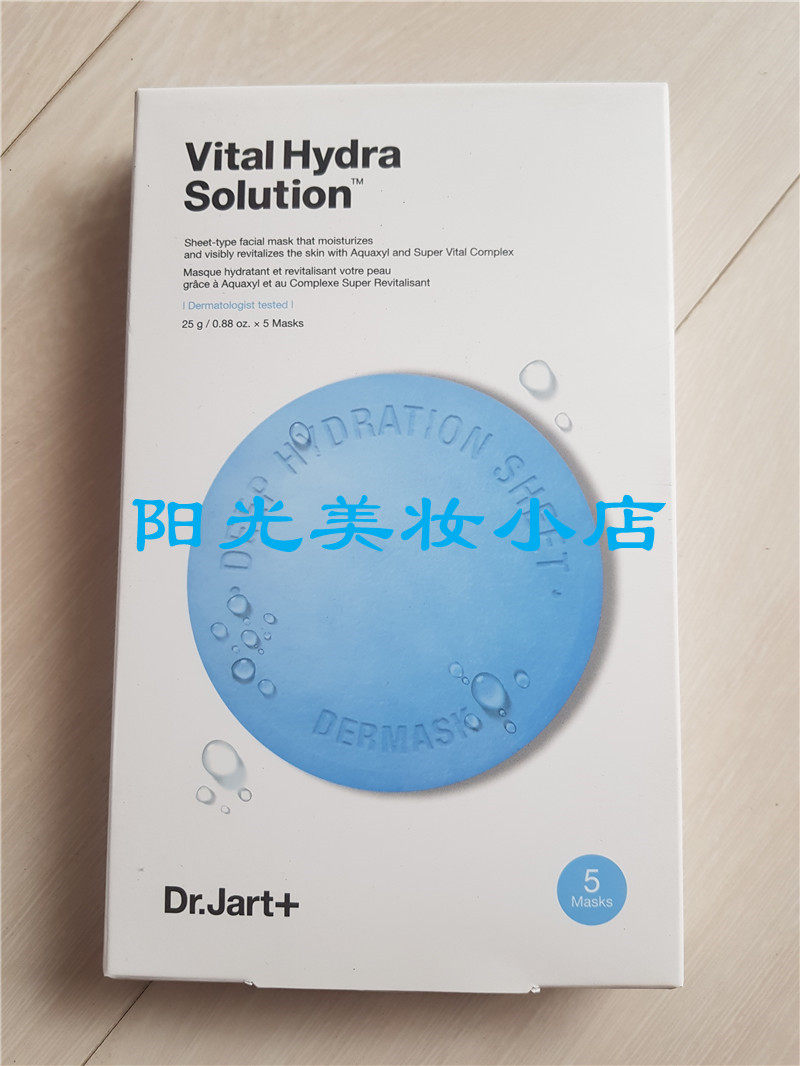 Vital Hydra
Solution™
Sheet-type facial mask that moisturizes
and visibly revitalizes the skin with Aquaxyl and Super Vital Complex
Masque hydratant et revitalisant votre peau
grâce à Aquaxyl et au Complexe Super Revitalisant
| Dermatologist tested |
25 g / 0.88 oz. × 5 Masks
· DEEP HYDRATION SHEET ·
阳光美妆小店
DERMASK
Dr.Jart+
5
Masks